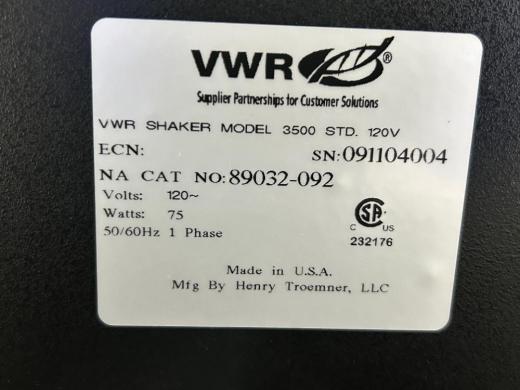 VWR®
Supplier Partnerships for Customer Solutions
VWR SHAKER MODEL 3500 STD. 120V
ECN: SN:091104004
NA CAT NO:89032-092
Volts: 120~
Watts: 75
50/60Hz 1 Phase
SA®
C US
232176
Made in U.S.A.
Mfg By Henry Troemner, LLC